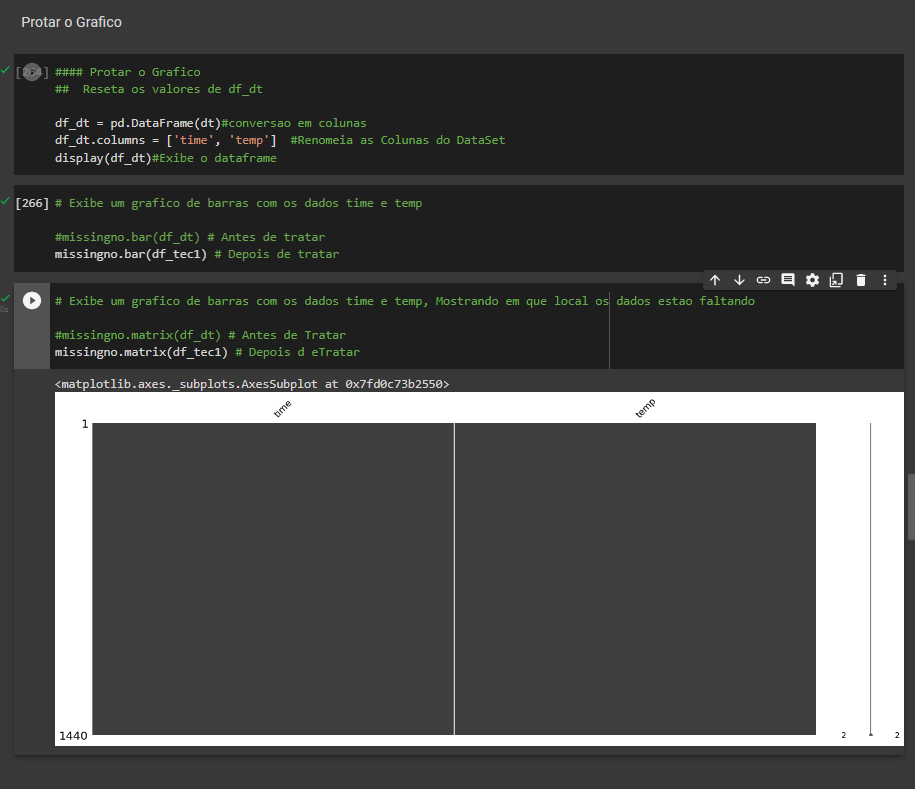 Protar o Grafico
[264] #### Protar o Grafico
## Reseta os valores de df_dt
df_dt = pd.DataFrame(dt)#conversao em colunas
df_dt.columns = ['time', 'temp']  #Renomeia as Colunas do DataSet
display(df_dt)#Exibe o dataframe
[266] # Exibe um grafico de barras com os dados time e temp
#missingno.bar(df_dt) # Antes de tratar
missingno.bar(df_tec1) # Depois de tratar
# Exibe um grafico de barras com os dados time e temp, Mostrando em que local os dados estao faltando
0s
#missingno.matrix(df_dt) # Antes de Tratar
missingno.matrix(df_tec1) # Depois d eTratar
<matplotlib.axes._subplots.AxesSubplot at 0x7fd0c73b2550>
time temp
1
1440 2 2